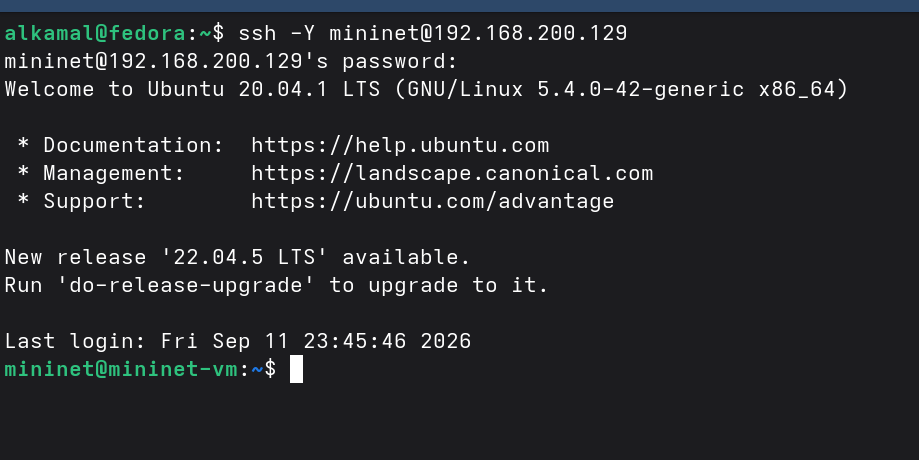 alkamal@fedora:~$ ssh -Y mininet@192.168.200.129
mininet@192.168.200.129's password:
Welcome to Ubuntu 20.04.1 LTS (GNU/Linux 5.4.0-42-generic x86_64)

 * Documentation:  https://help.ubuntu.com
 * Management:     https://landscape.canonical.com
 * Support:        https://ubuntu.com/advantage

New release '22.04.5 LTS' available.
Run 'do-release-upgrade' to upgrade to it.

Last login: Fri Sep 11 23:45:46 2026
mininet@mininet-vm:~$